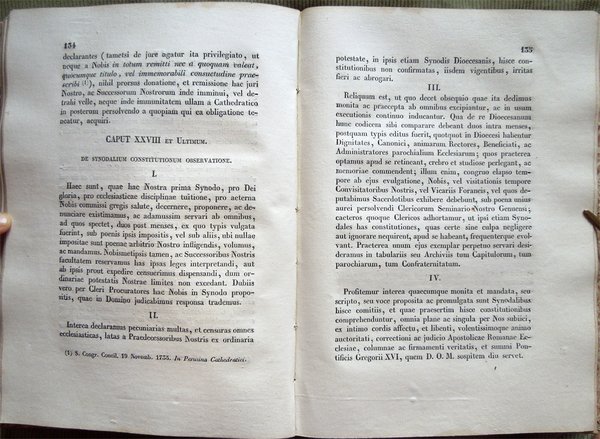 134
declarantes (tametsi de jure agatur ita privilegiato, ut
neque a Nobis in totum remitti nec a quoquam valeat,
quocumque titulo, vel immemorabili consuetudine prae-
scribi (1)), nihil prorsus donatione, et remissione hac juri
Nostro, ac Successorum Nostrorum inde imminui, vel de-
trahi velle, neque inde immunitatem ullam a Cathedratico
in posterum persolvendo a quopiam qui ea obligatione te-
neatur, acquiri.
CAPUT XXVIII ET ULTIMUM.
DE SYNODALIUM CONSTITUTIONUM OBSERVATIONE.
I.
Haec sunt, quae hac Nostra prima Synodo, pro Dei
gloria, pro ecclesiasticae disciplinae tuitione, pro aeterna
Nobis commissi gregis salute, decernere, proponere, ac de-
nunciare existimamus, ac adamussim servari ab omnibus,
ad quos spectet, duos post menses, ex quo typis vulgata
fuerint, sub poenis ipsis impositis, vel sub aliis, ubi nullae
impositae sunt poenae arbitrio Nostro infligendis, volumus,
ac mandamus. Nobismetipsis tamen, ac Successoribus Nostris
facultatem reservamus has ipsas leges interpretandi, aut
ab ipsis prout expedire censuerimus dispensandi, dum or-
dinariae potestatis Nostrae limites non excedant. Dubiis
vero per Cleri Procuratores hac Nobis in Synodo propo-
sitis, quae in Domino judicabimus responsa trademus.
II.
Interea declaramus pecuniarias multas, et censuras omnes
ecclesiasticas, latas a Praedecessoribus Nostris ex ordinaria
(1) S. Congr. Concil. 19 Novemb. 1735. In Perusina Cathedratici.
135
potestate, in ipsis etiam Synodis Dioecesanis, hisce con-
stitutionibus non confirmatas, iisdem vigentibus, irritas
fieri ac abrogari.
III.
Reliquum est, ut quo decet obsequio quae ita dedimus
monita ac praecepta ab omnibus excipiantur, ac in usum
executionis continuo inducantur. Qua de re Dioecesanum
hunc codicem sibi comparare debeant duos intra menses,
postquam typis editus fuerit, quotquot in Dioecesi habentur
Dignitates, Canonici, animarum Rectores, Beneficiati, ac
Administratores parochialium Ecclesiarum; quos praeterea
optamus apud se retineant, crebro et studiose perlegant, ac
memoriae commendent; illum enim, congruo elapso tem-
pore ab ejus evulgatione, Nobis, vel visitationis tempore
Convisitatoribus Nostris, vel Vicariis Foraneis, vel quos de-
putabimus Sacerdotibus exhibere debebunt, sub poena unius
aurei persolvendi Clericorum Seminario Nostro Genuensi;
caeteros quoque Clericos adhortamur, ut ipsi etiam Syno-
dales has constitutiones, quas certe sine culpa negligere
aut ignorare nequirent, apud se habeant, frequenterque evol-
vant. Praeterea unum ejus exemplar perpetuo servari desi-
deramus in tabulariis seu Archiviis tum Capitulorum, tum
parochiarum, tum Confraternitatum.
IV.
Profitemur interea quaecumque monita et mandata, seu
scripto, seu voce proposita ac promulgata sunt Synodalibus
hisce comitiis, et quae praesertim hisce constitutionibus
comprehenduntur, omnia plane ac singula per Nos subiici,
ex intimo cordis affectu, et libenti, volentissimoque animo
auctoritati, correctioni ac judicio Apostolicae Romanae Ec-
clesiae, columnae ac firmamenti veritatis, et summi Pon-
tificis Gregorii XVI, quem D. O. M. sospitem diu servet.